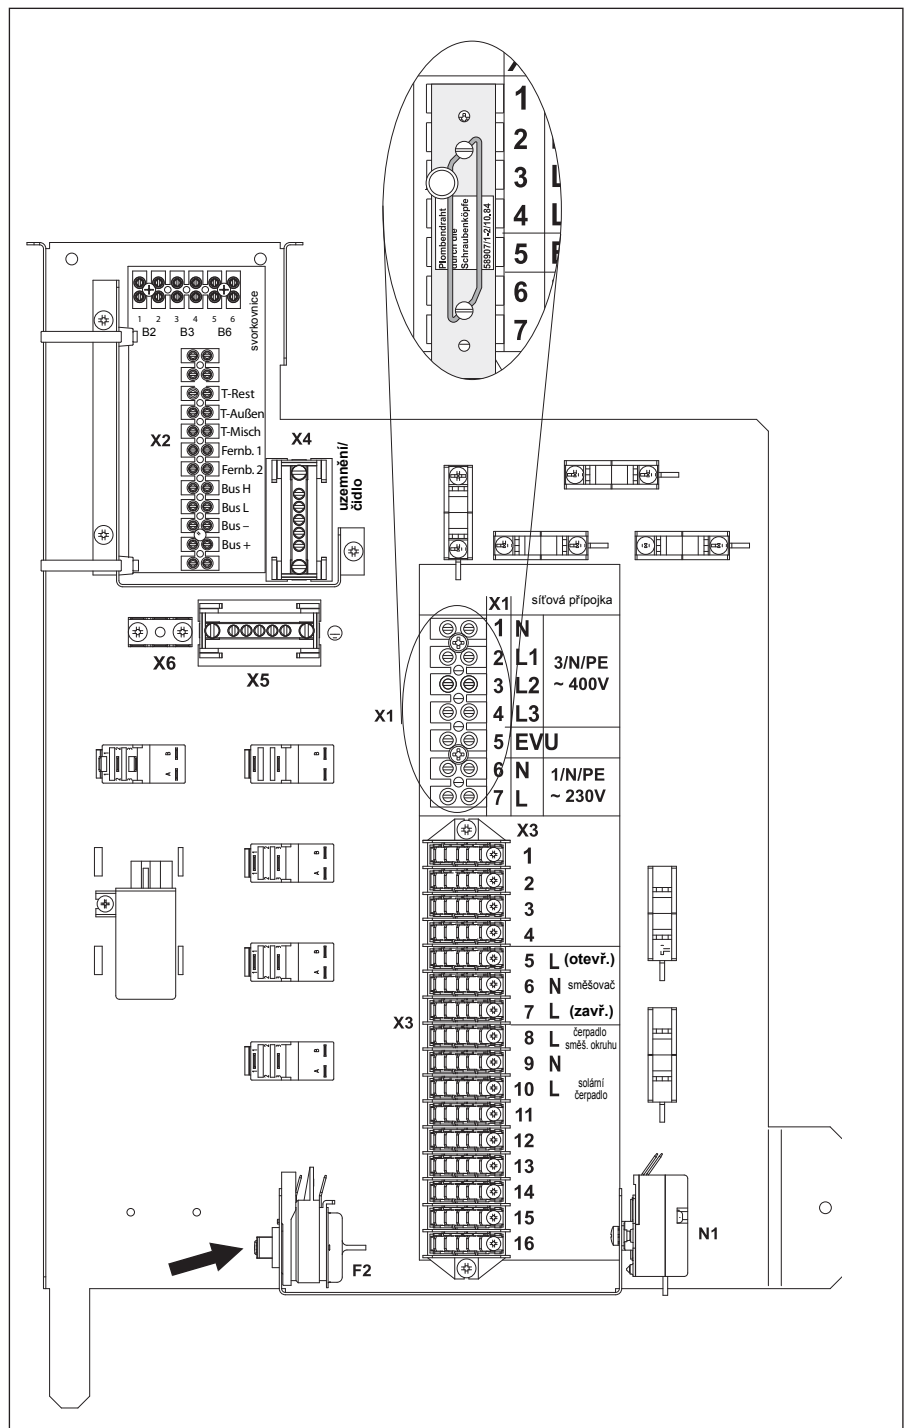 1
2
3 L
4 L
5 E
6
7
Plombendraht
durch die
Schraubenköpfe
58907/1-2/10.84
svorkovnice
1 2 3 4 5 6
B2 B3 B6
T-Rest
T-Außen
T-Misch
X2
Fernb. 1
Fernb. 2
Bus H
Bus L
Bus –
Bus +
X4
uzemnění/
čidlo
X6
X5
X1 síťová přípojka
1 N
2 L1
3 L2
4 L3
3/N/PE
~ 400V
X1
5 EVU
6 N
7 L
1/N/PE
~ 230V
A B
A B
A B
A B
A B
X3
1
2
3
4
5 L (otevř.)
6 N směšovač
7 L (zavř.)
X3
8 L čerpadlo
směš. okruhu
9 N
10 L solární
čerpadlo
11
12
13
14
15
16
F2
N1